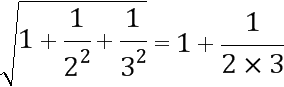 √(1 + 1/2² + 1/3²) = 1 + 1/(2 × 3)